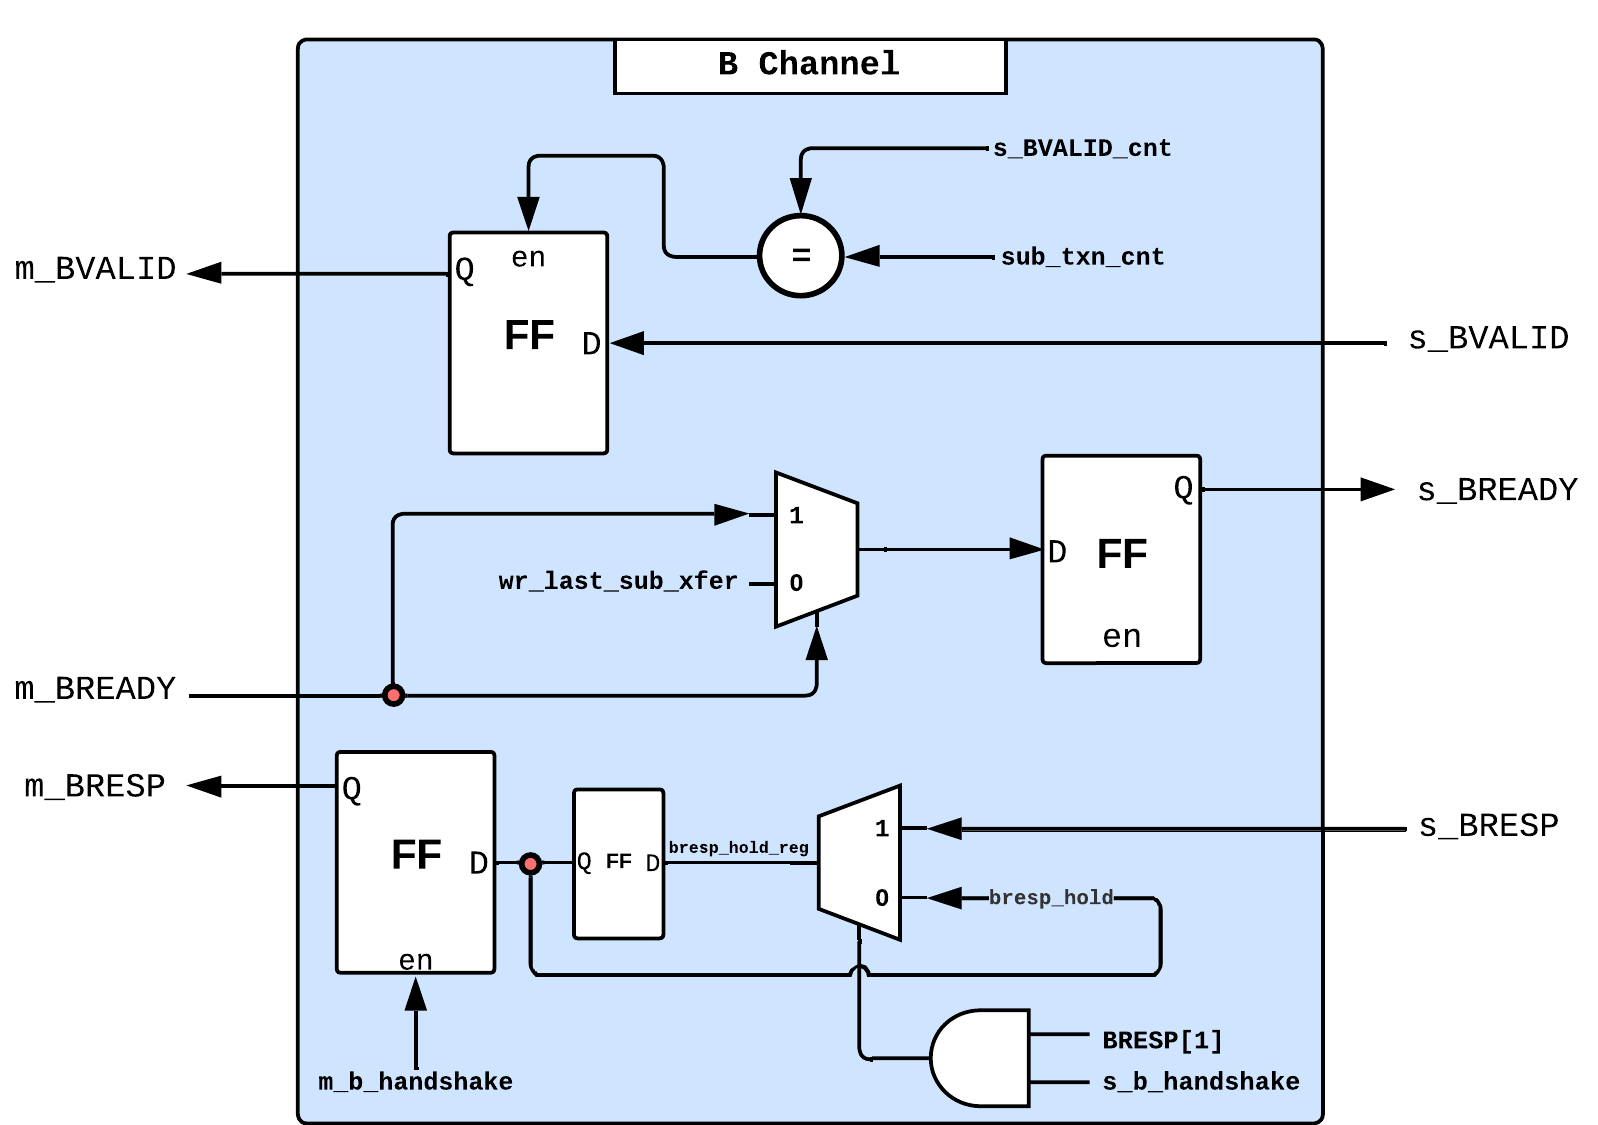 B Channel
s_BVALID_cnt
en
=
sub_txn_cnt
m_BVALID
Q
FF
D
s_BVALID
1
Q
s_BREADY
wr_last_sub_xfer
0
D
FF
en
m_BREADY
m_BRESP
Q
FF
D
Q
FF
D
bresp_hold_reg
1
s_BRESP
0
bresp_hold
en
BRESP[1]
m_b_handshake
s_b_handshake